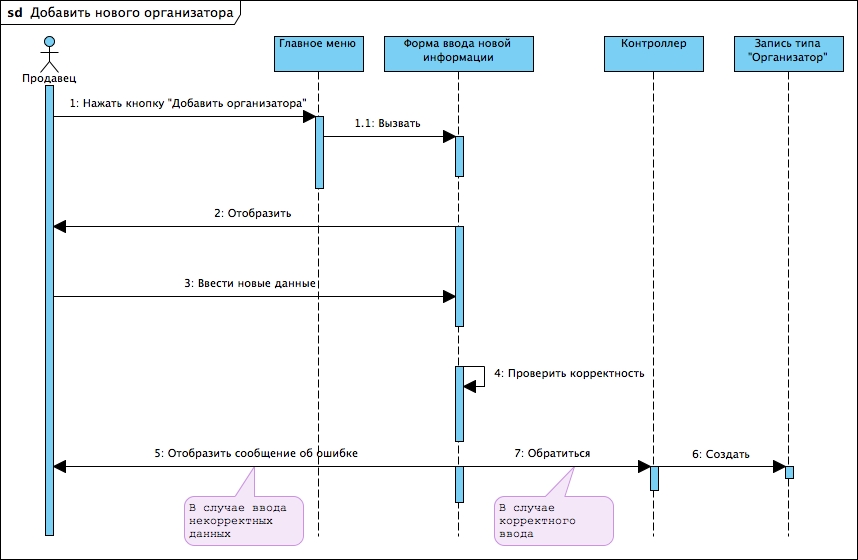 sd Добавить нового организатора
Продавец
Главное меню
Форма ввода новой
информации
Контроллер
Запись типа
"Организатор"
1: Нажать кнопку "Добавить организатора"
1.1: Вызвать
2: Отобразить
3: Ввести новые данные
4: Проверить корректность
5: Отобразить сообщение об ошибке
7: Обратиться
6: Создать
В случае ввода
некорректных
данных
В случае
корректного
ввода